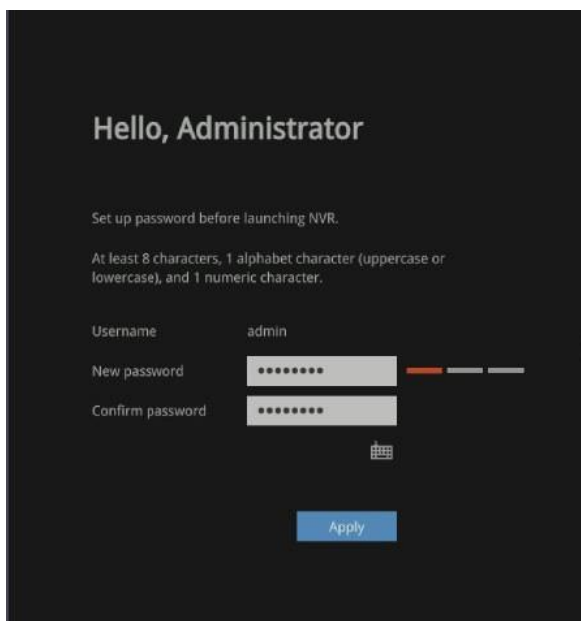 Hello, Administrator
Set up password before launching NVR.
At least 8 characters, 1 alphabet character (uppercase or
lowercase), and 1 numeric character.
Username admin
New password ••••••••
Confirm password ••••••••
Apply